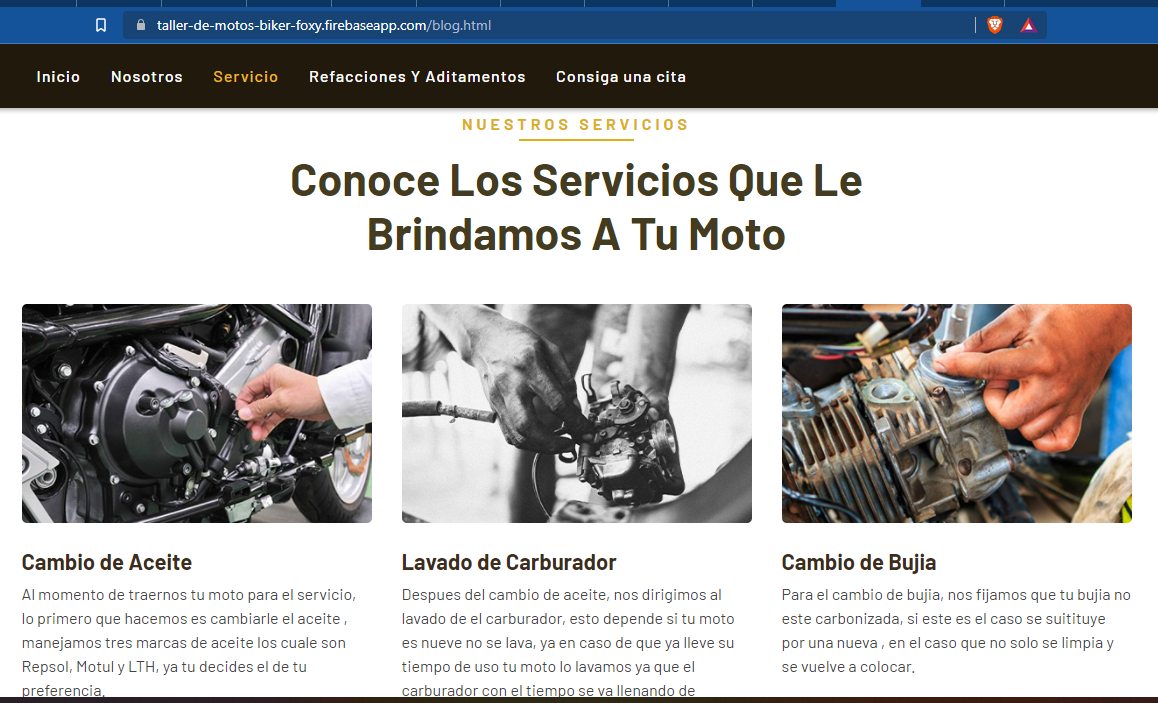 taller-de-motos-biker-foxy.firebaseapp.com/blog.html
Inicio Nosotros Servicio Refacciones Y Aditamentos Consiga una cita
NUESTROS SERVICIOS
Conoce Los Servicios Que Le
Brindamos A Tu Moto
Cambio de Aceite
Al momento de traernos tu moto para el servicio,
lo primero que hacemos es cambiarle el aceite ,
manejamos tres marcas de aceite los cuale son
Repsol, Motul y LTH, ya tu decides el de tu
preferencia.
Lavado de Carburador
Despues del cambio de aceite, nos dirigimos al
lavado de el carburador, esto depende si tu moto
es nueve no se lava, ya en caso de que ya lleve su
tiempo de uso tu moto lo lavamos ya que el
carburador con el tiempo se va llenando de
Cambio de Bujia
Para el cambio de bujia, nos fijamos que tu bujia no
este carbonizada, si este es el caso se suitituye
por una nueva , en el caso que no solo se limpia y
se vuelve a colocar.